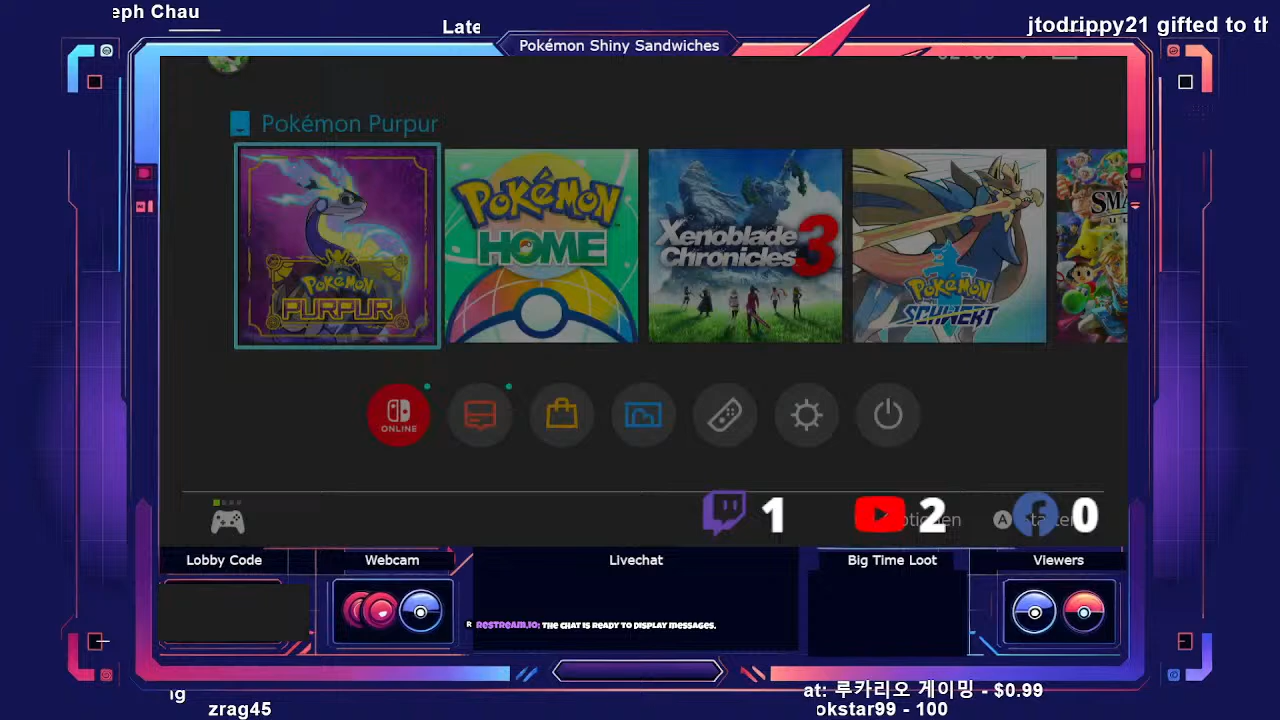 eph Chau
Late
jtodrippy21 gifted to th
Pokémon Shiny Sandwiches
Pokémon Purpur
POKÉMON
PURPUR
POKÉMON
HOME
Xenoblade
Chronicles 3
POKÉMON
SCHWERT
SMA
ONLINE
1
2
0
A
Lobby Code
Webcam
Livechat
Big Time Loot
Viewers
R RESTREAM.IO: THE CHAT IS READY TO DISPLAY MESSAGES.
ng
at: 루카리오 게이밍 - $0.99
zrag45
okstar99 - 100